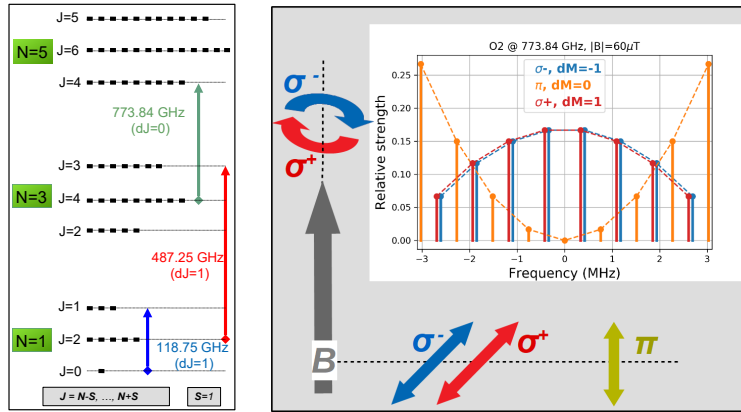 J=5
N=5
J=6
J=4
773.84 GHz
(dJ=0)
J=3
N=3
J=4
J=2
487.25 GHz
(dJ=1)
J=1
N=1
J=2
118.75GHz
(dJ=1)
J=0
J = N-S, ..., N+S
S=1
σ-
σ+
B
O2 @ 773.84 GHz, |B|=60μT
σ-, dM=-1
π, dM=0
σ+, dM=1
Relative strength
0.25
0.20
0.15
0.10
0.05
0.00
−3 −2 −1 0 1 2 3
Frequency (MHz)
σ-
σ+
π